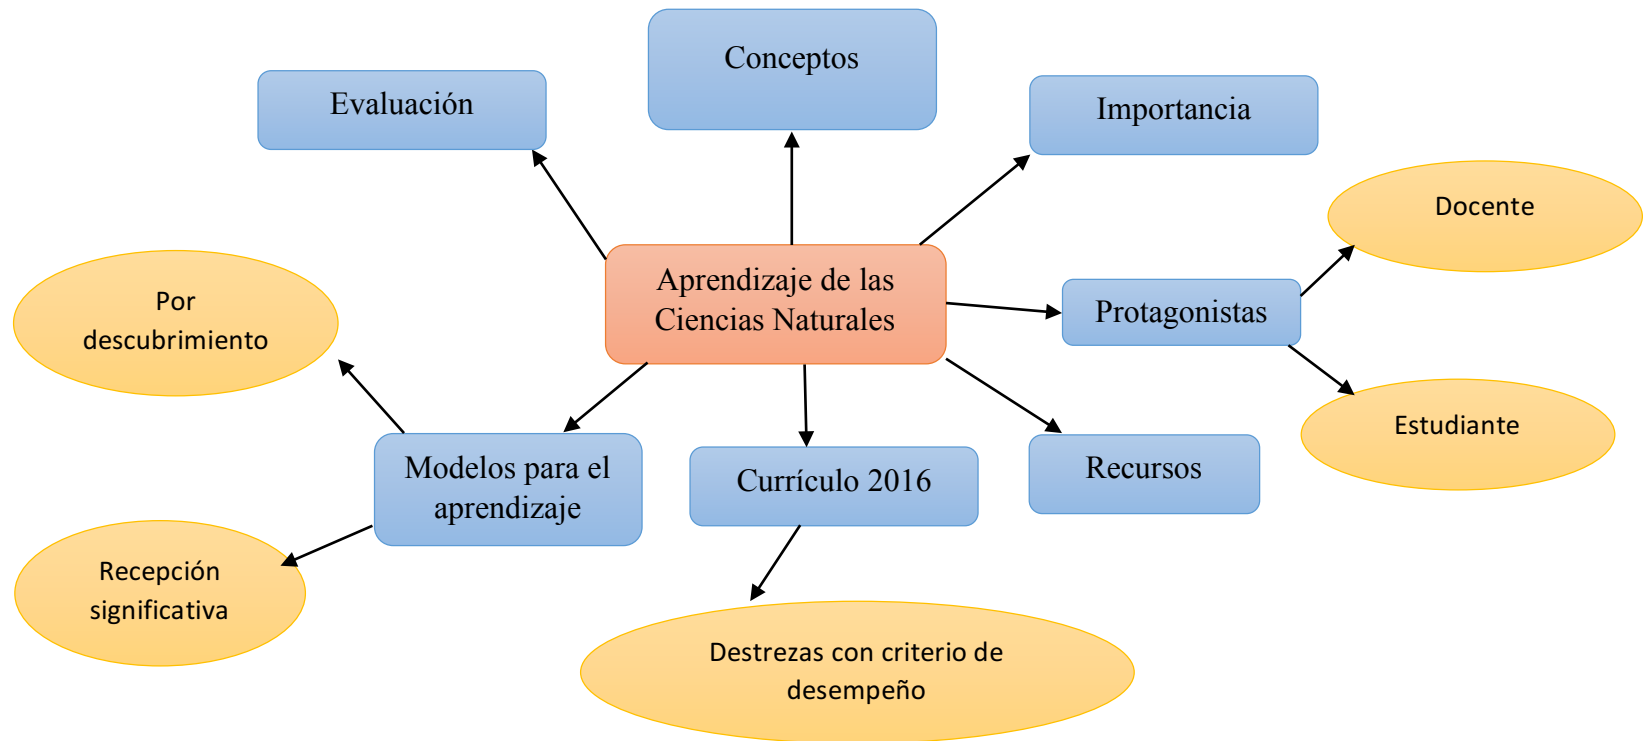 Conceptos
Evaluación
Importancia
Docente
Aprendizaje de las
Ciencias Naturales
Por
descubrimiento
Protagonistas
Estudiante
Modelos para el
aprendizaje
Currículo 2016
Recursos
Recepción
significativa
Destrezas con criterio de
desempeño